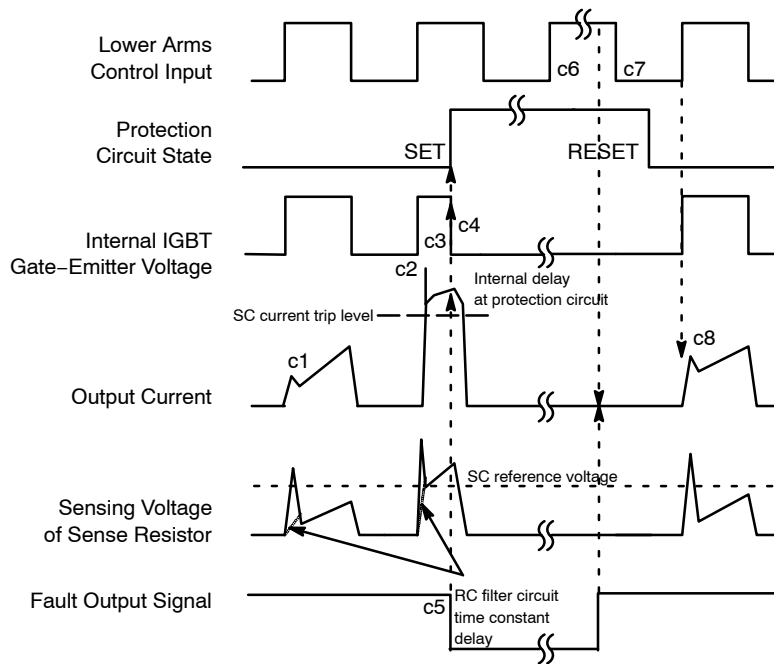 Lower Arms
Control Input
c6
c7
Protection
Circuit State
SET
RESET
Internal IGBT
Gate−Emitter Voltage
c3
c4
c2
Internal delay
at protection circuit
SC current trip level
c1
c8
Output Current
SC reference voltage
Sensing Voltage
of Sense Resistor
Fault Output Signal
c5
RC filter circuit
time constant
delay